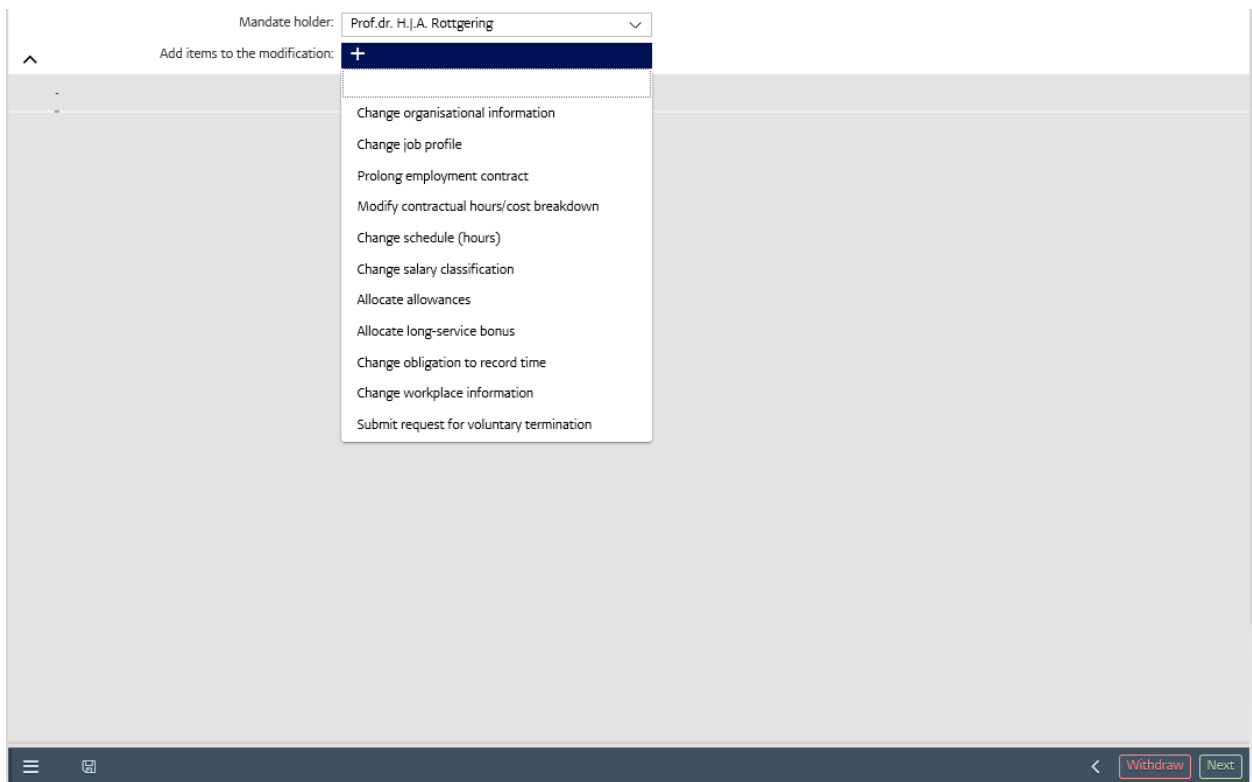 Mandate holder: Prof.dr. H.J.A. Rottgering
Add items to the modification: +
Change organisational information
Change job profile
Prolong employment contract
Modify contractual hours/cost breakdown
Change schedule (hours)
Change salary classification
Allocate allowances
Allocate long-service bonus
Change obligation to record time
Change workplace information
Submit request for voluntary termination
Withdraw Next